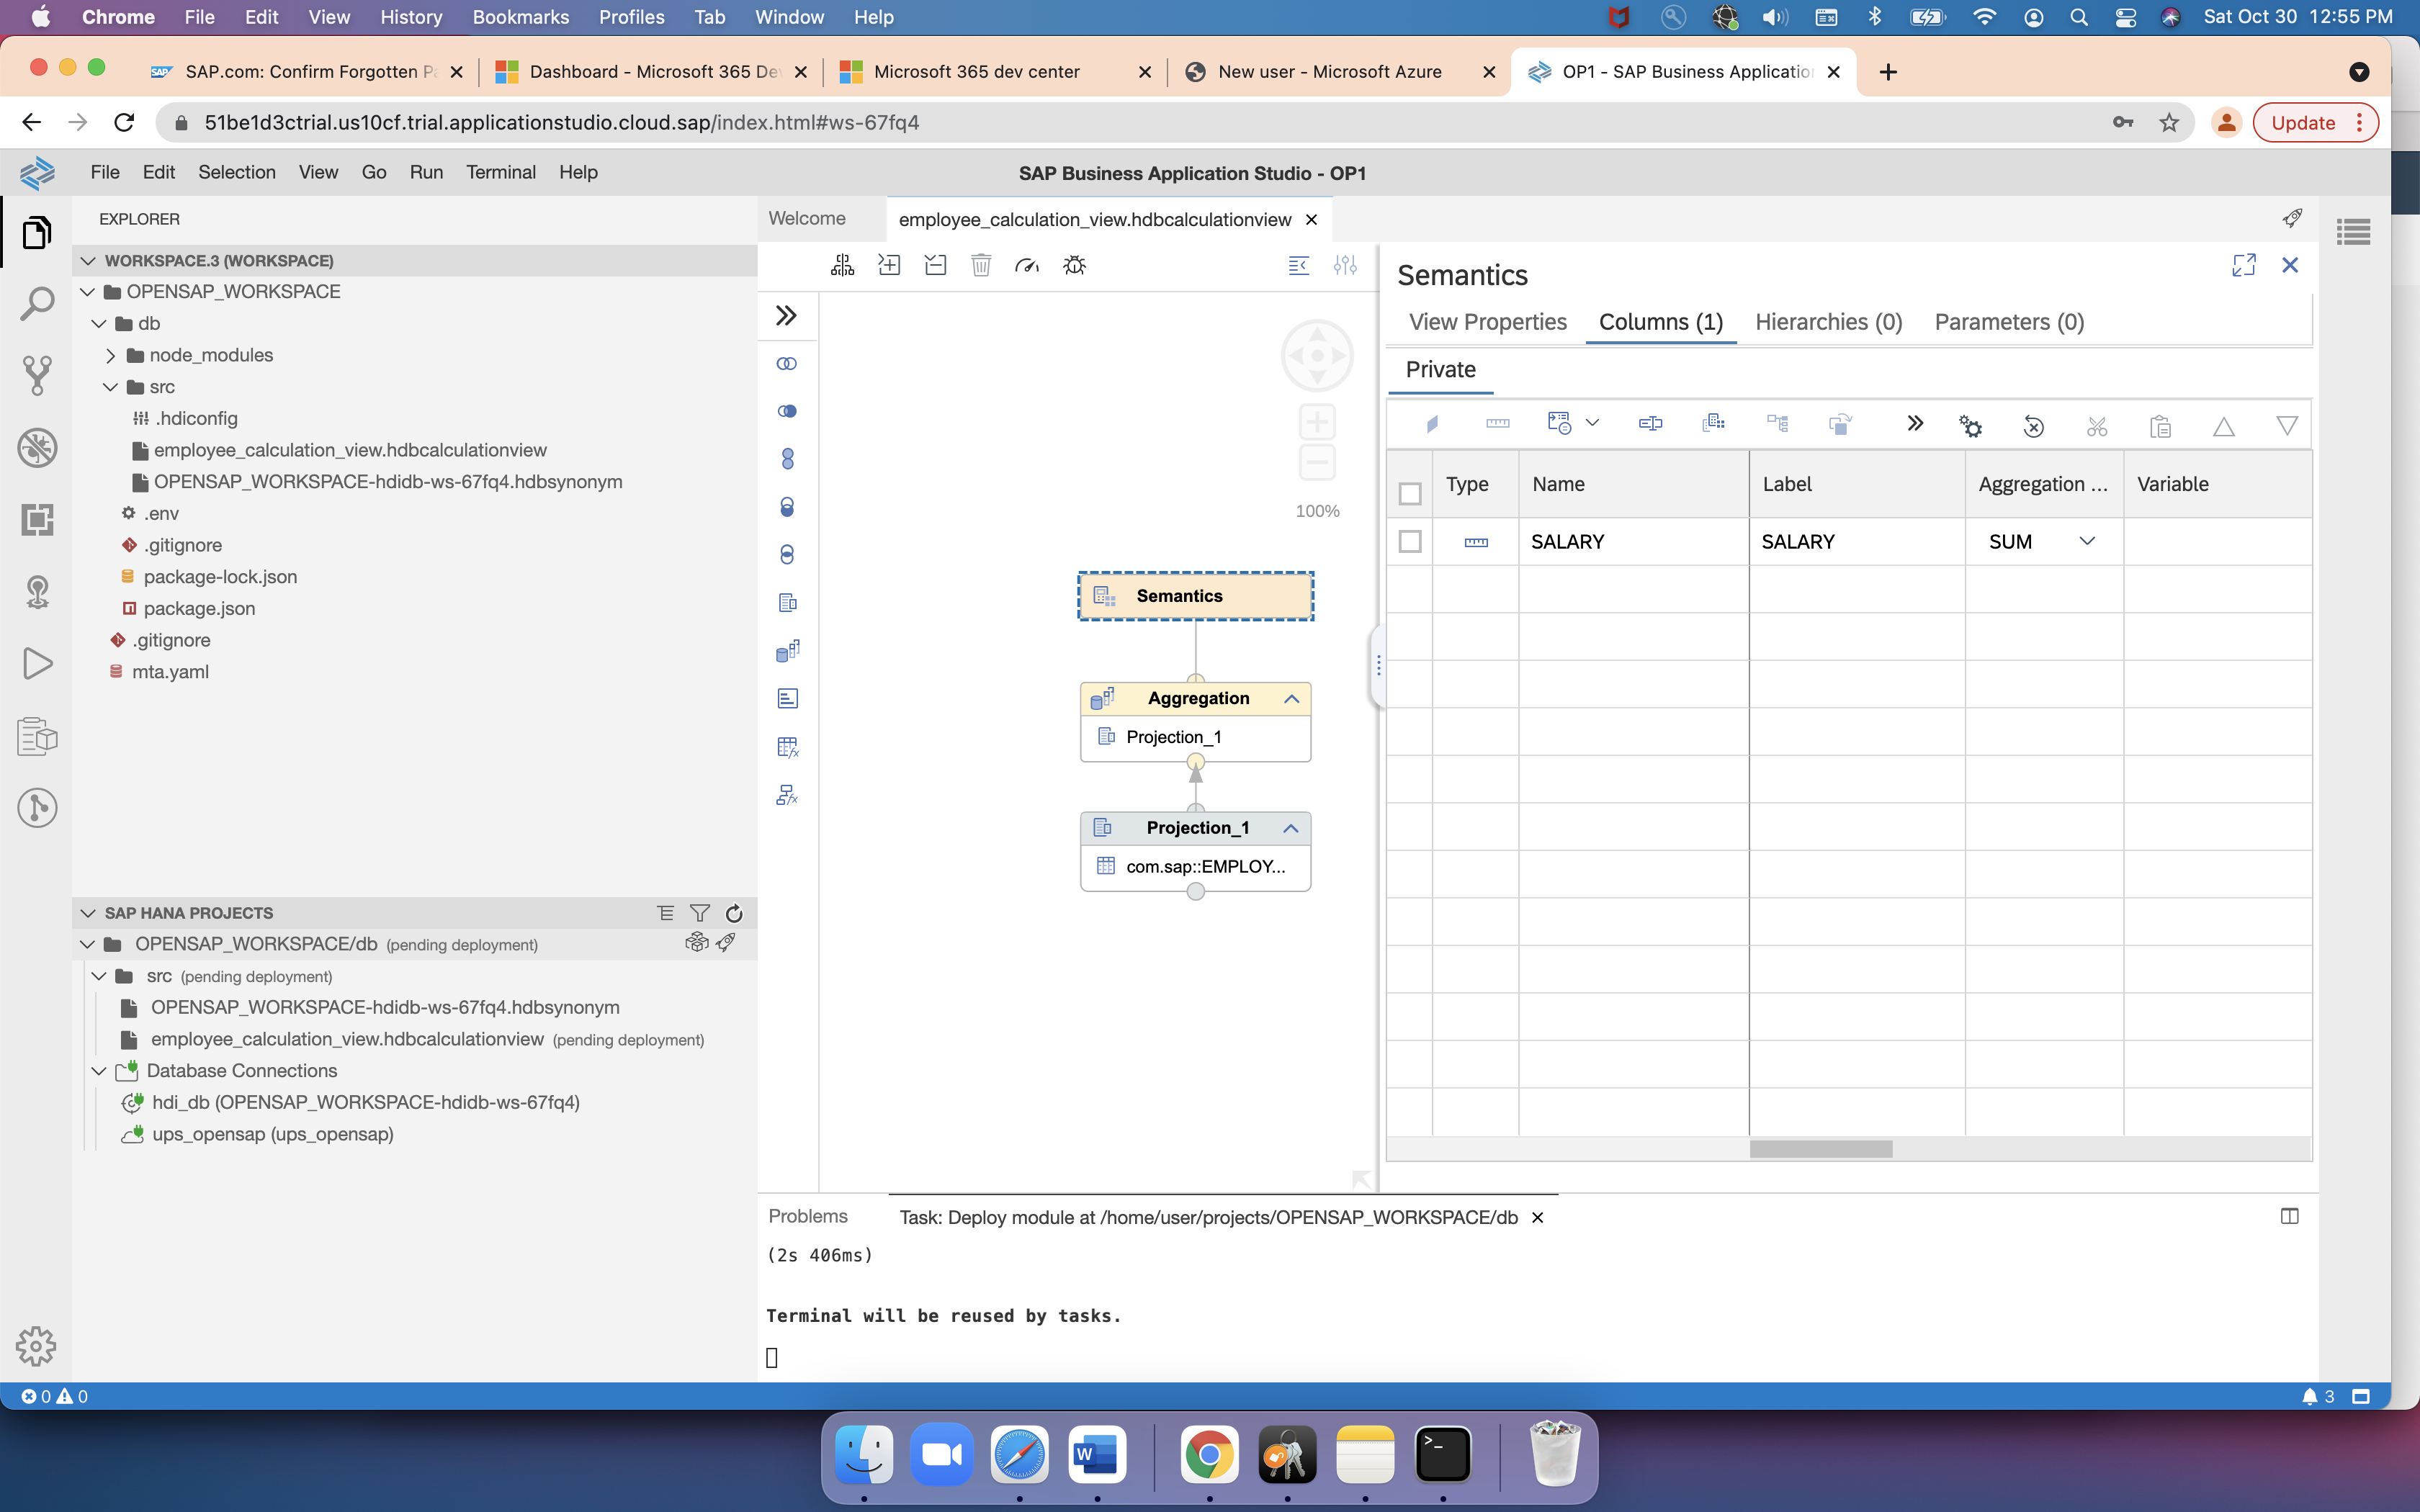 Chrome File Edit View History Bookmarks Profiles Tab Window Help Sat Oct 30 12:55 PM
SAP.com: Confirm Forgotten Pa
Dashboard - Microsoft 365 De
Microsoft 365 dev center
New user - Microsoft Azure
OP1 - SAP Business Application
51be1d3ctrial.us10cf.trial.applicationstudio.cloud.sap/index.html#ws-67fq4
Update
File Edit Selection View Go Run Terminal Help
SAP Business Application Studio - OP1
EXPLORER
WORKSPACE.3 (WORKSPACE)
OPENSAP_WORKSPACE
db
node_modules
src
.hdiconfig
employee_calculation_view.hdbcalculationview
OPENSAP_WORKSPACE-hdidb-ws-67fq4.hdbsynonym
.env
.gitignore
package-lock.json
package.json
.gitignore
mta.yaml
SAP HANA PROJECTS
OPENSAP_WORKSPACE/db (pending deployment)
src (pending deployment)
OPENSAP_WORKSPACE-hdidb-ws-67fq4.hdbsynonym
employee_calculation_view.hdbcalculationview (pending deployment)
Database Connections
hdi_db (OPENSAP_WORKSPACE-hdidb-ws-67fq4)
ups_opensap (ups_opensap)
Welcome
employee_calculation_view.hdbcalculationview
100%
Semantics
Aggregation
Projection_1
Projection_1
com.sap::EMPLOY...
Semantics
View Properties Columns (1) Hierarchies (0) Parameters (0)
Private
Type Name Label Aggregation ... Variable
SALARY SALARY SUM
Problems
Task: Deploy module at /home/user/projects/OPENSAP_WORKSPACE/db
(2s 406ms)
Terminal will be reused by tasks.
0 0
3